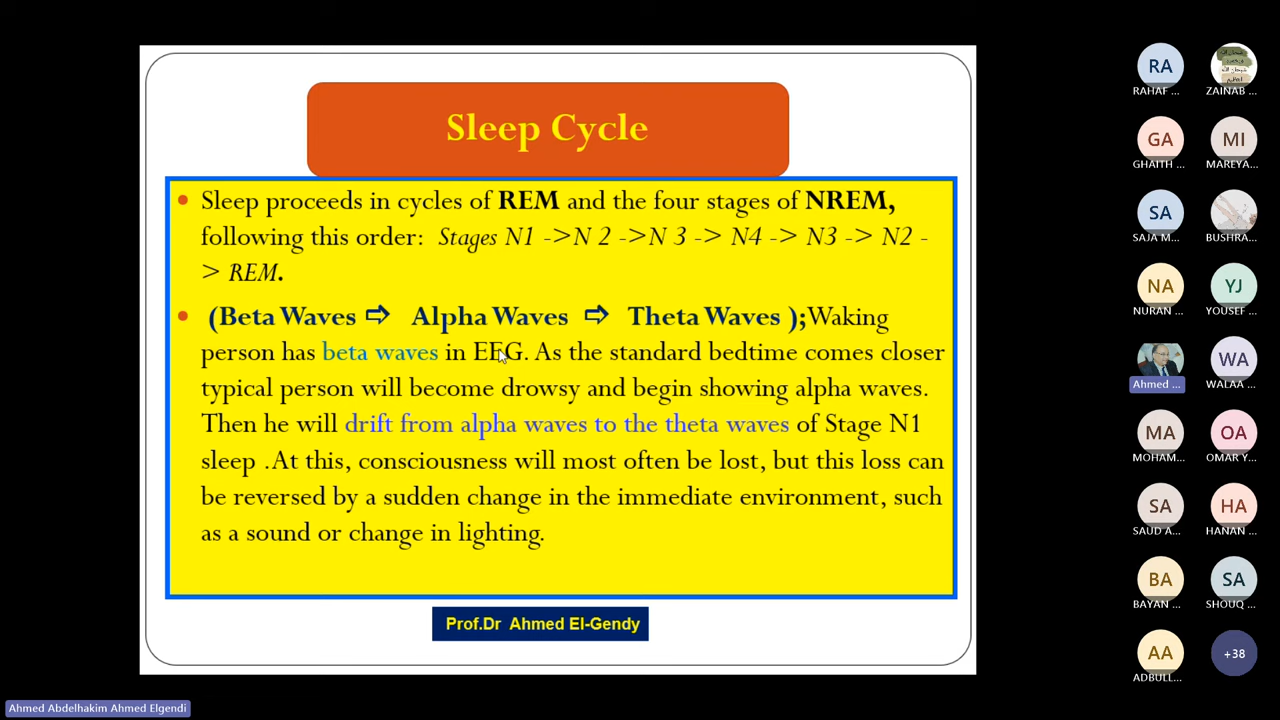 Sleep Cycle
• Sleep proceeds in cycles of REM and the four stages of NREM,
following this order: Stages N1 ->N 2 ->N 3 -> N4 -> N3 -> N2 -
> REM.
• (Beta Waves ⇨ Alpha Waves ⇨ Theta Waves );Waking
person has beta waves in EEG. As the standard bedtime comes closer
typical person will become drowsy and begin showing alpha waves.
Then he will drift from alpha waves to the theta waves of Stage N1
sleep .At this, consciousness will most often be lost, but this loss can
be reversed by a sudden change in the immediate environment, such
as a sound or change in lighting.
Prof.Dr Ahmed El-Gendy
RA
RAHAF ...
ZAINAB ...
GA
GHAITH ...
MI
MAREYA...
SA
SAJA M...
BUSHRA...
NA
NURAN ...
YJ
YOUSEF ...
Ahmed ...
WA
WALAA ...
MA
MOHAM...
OA
OMAR Y...
SA
SAUD A...
HA
HANAN ...
BA
BAYAN ...
SA
SHOUQ ...
AA
ADBULL...
+38
Ahmed Abdelhakim Ahmed Elgendi